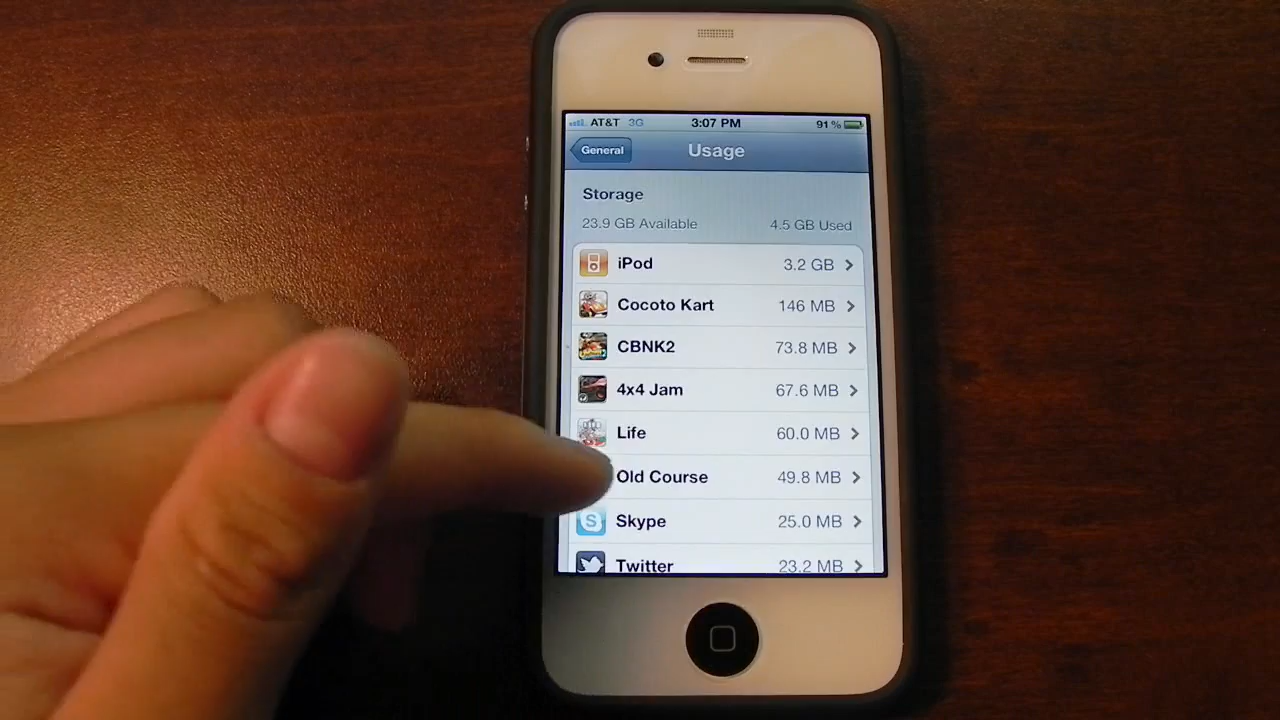 AT&T 3G 3:07 PM 91%
General Usage
Storage
23.9 GB Available 4.5 GB Used
iPod 3.2 GB
Cocoto Kart 146 MB
CBNK2 73.8 MB
4x4 Jam 67.6 MB
Life 60.0 MB
Old Course 49.8 MB
Skype 25.0 MB
Twitter 23.2 MB